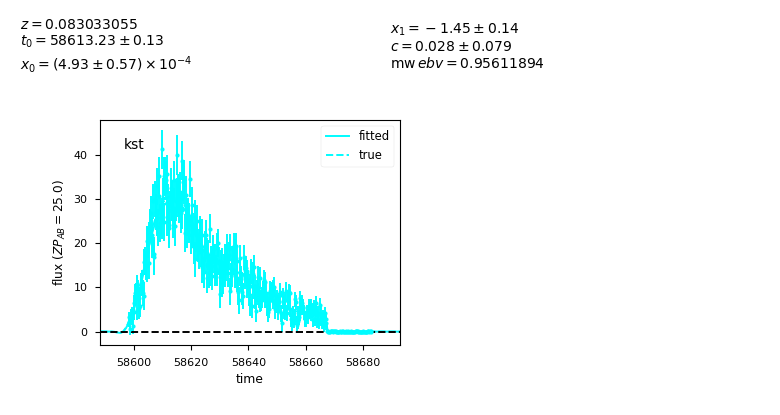 z = 0.083033055
t₀ = 58613.23 ± 0.13
x₀ = (4.93 ± 0.57) × 10⁻⁴
x₁ = −1.45 ± 0.14
c = 0.028 ± 0.079
mw ebv = 0.95611894
kst
fitted
true
40
30
20
10
0
flux (ZP_AB = 25.0)
58600 58620 58640 58660 58680
time